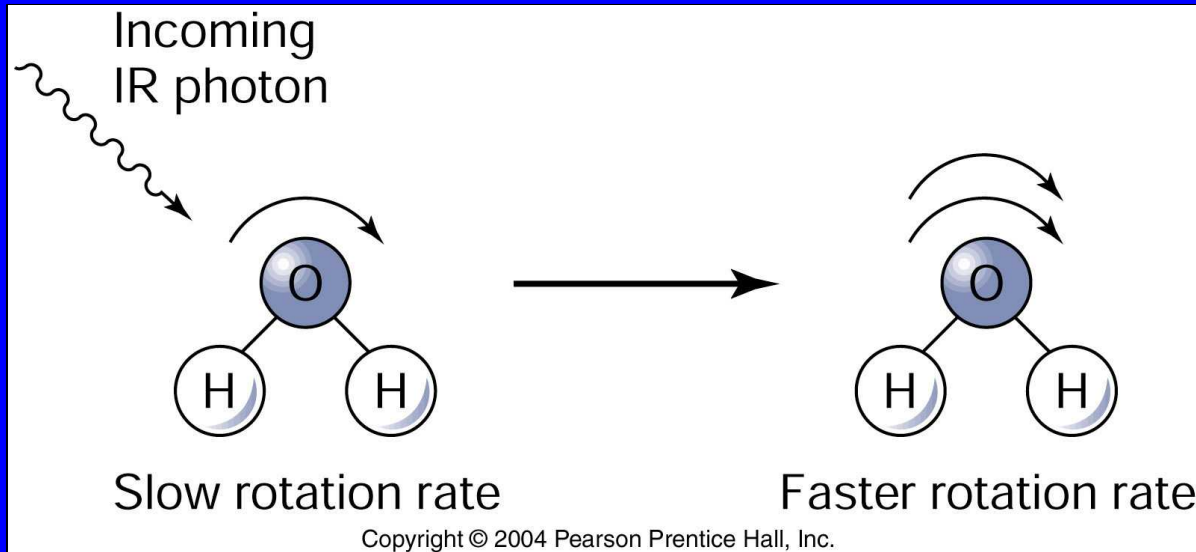 Incoming
IR photon
O
H H
Slow rotation rate
O
H H
Faster rotation rate
Copyright © 2004 Pearson Prentice Hall, Inc.